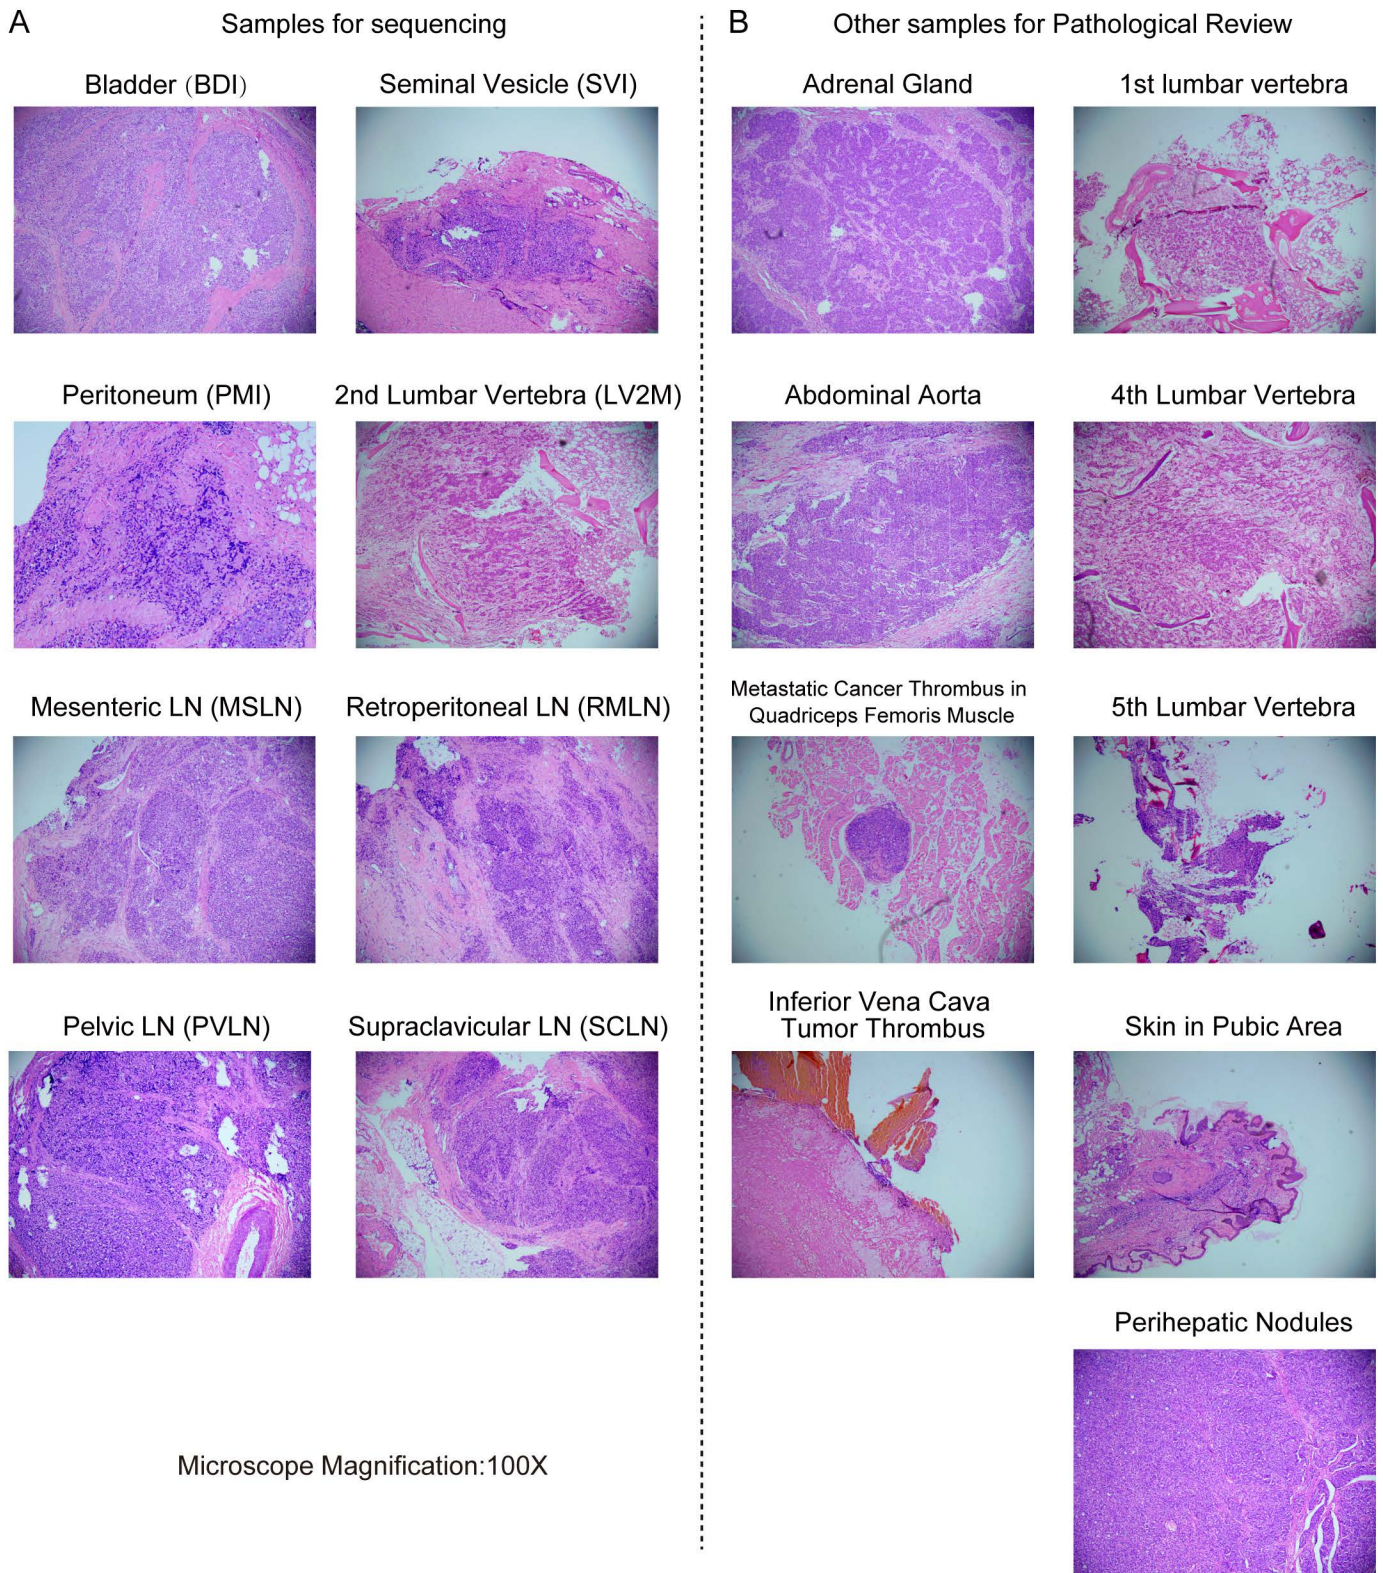 A
Samples for sequencing
Bladder (BDI)
Seminal Vesicle (SVI)
Peritoneum (PMI)
2nd Lumbar Vertebra (LV2M)
Mesenteric LN (MSLN)
Retroperitoneal LN (RMLN)
Pelvic LN (PVLN)
Supraclavicular LN (SCLN)
Microscope Magnification:100X
B
Other samples for Pathological Review
Adrenal Gland
1st lumbar vertebra
Abdominal Aorta
4th Lumbar Vertebra
Metastatic Cancer Thrombus in
Quadriceps Femoris Muscle
5th Lumbar Vertebra
Inferior Vena Cava
Tumor Thrombus
Skin in Pubic Area
Perihepatic Nodules